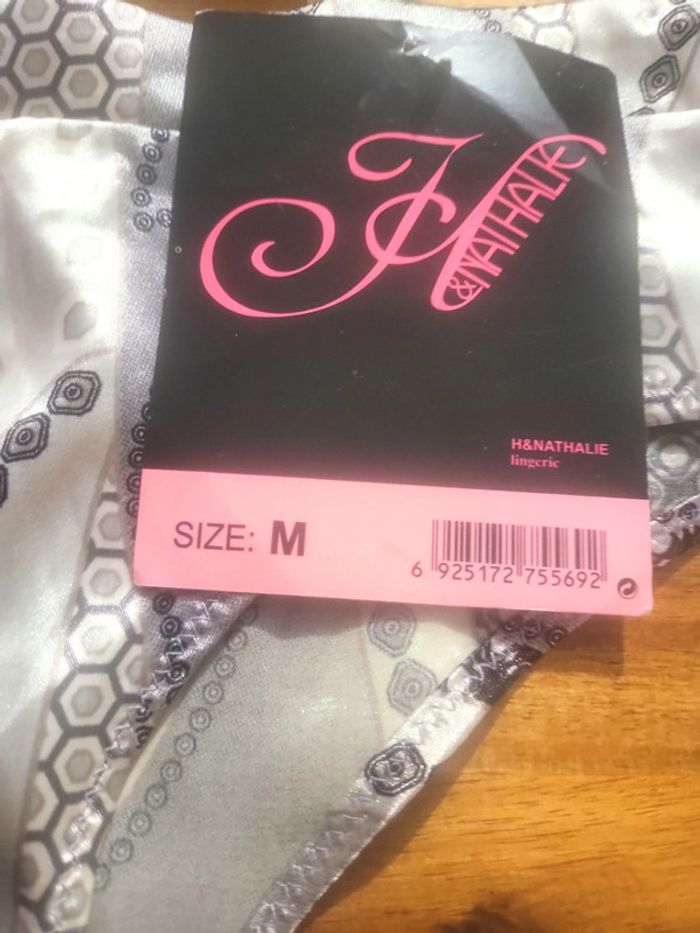 H
&NATHALIE
H&NATHALIE
lingerie
SIZE: M
6 925172 755692